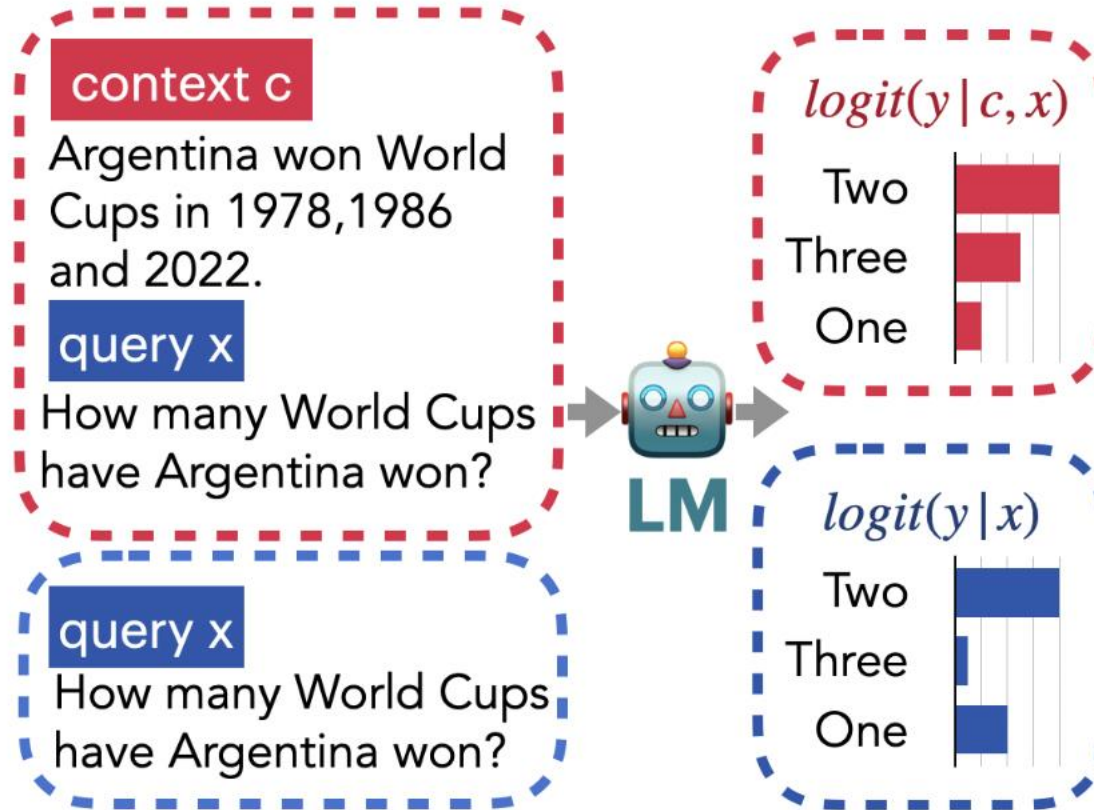 context c
Argentina won World
Cups in 1978,1986
and 2022.
query x
How many World Cups
have Argentina won?
query x
How many World Cups
have Argentina won?
LM
logit(y|c, x)
Two
Three
One
logit(y|x)
Two
Three
One